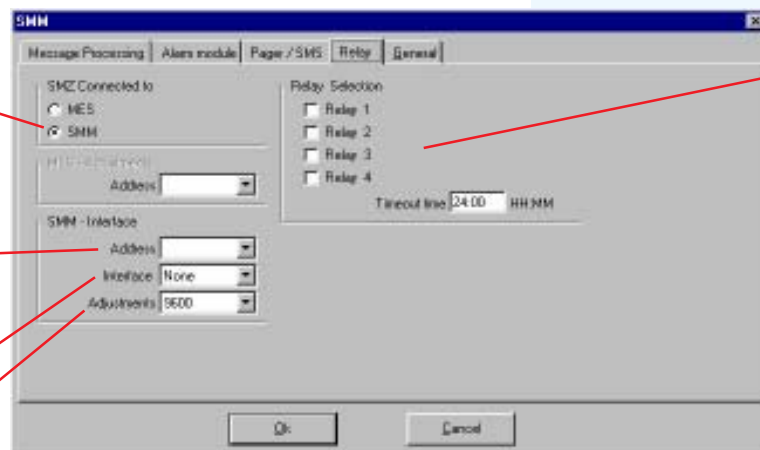 SMM
Message Processing Alarm module Pager / SMS Relay General
SMZ Connected to
MES
SMM
Address
SMM - Interface
Address
Interface None
Adjustments 9600
Relay Selection
Relay 1
Relay 2
Relay 3
Relay 4
Timeout time 24:00 HH:MM
Ok Cancel